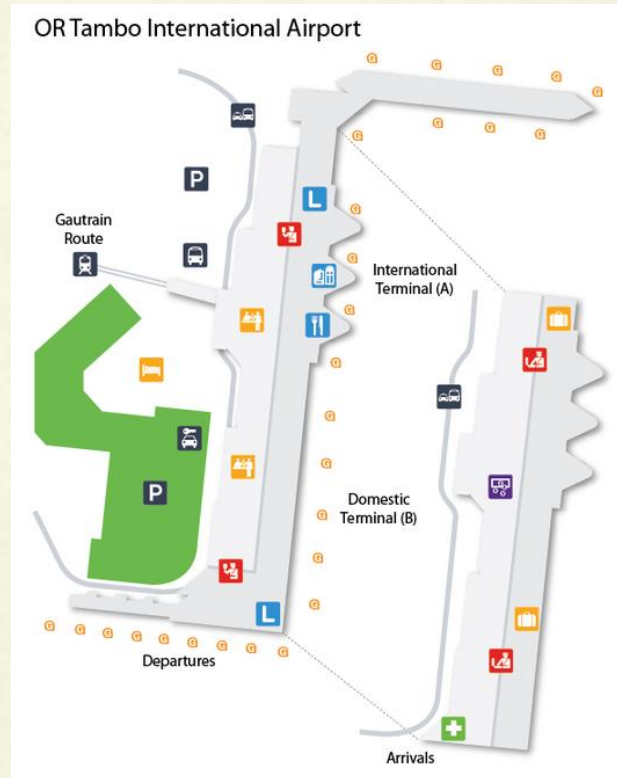 OR Tambo International Airport
G
G
G
G
G
G
G
G
G
P
L
G
Gautrain
Route
G
International
Terminal (A)
G
G
G
G
P
Domestic
Terminal (B)
G
G
G
L
G
G
G
G
G
G
G
G
G
G
Departures
Arrivals